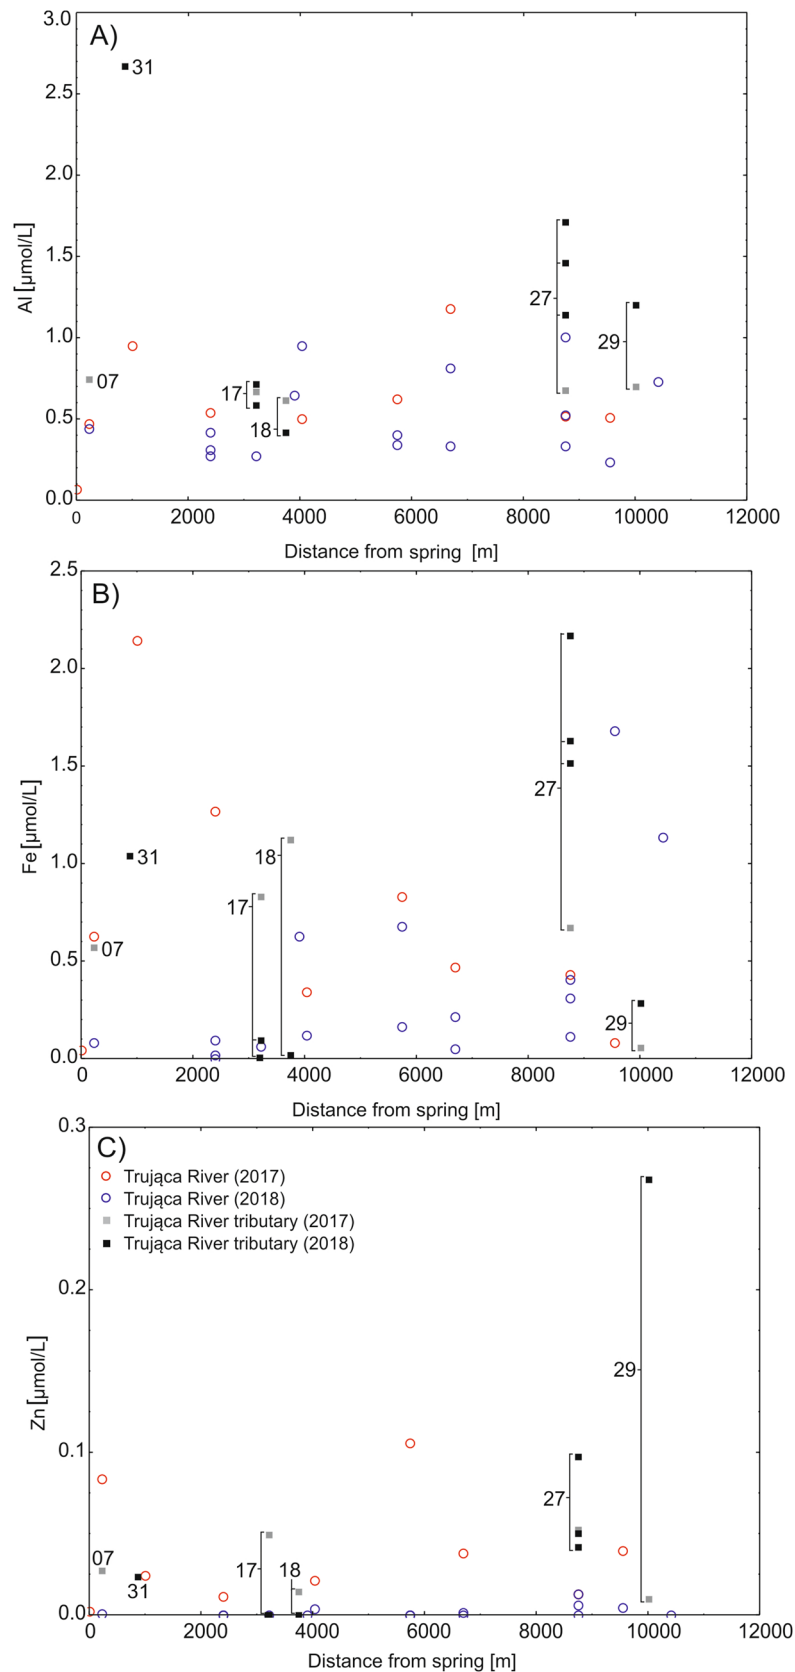 A)
3.0
31
2.5
2.0
Al [µmol/L]
1.5
27
29
1.0
07
17
0.5
18
0.0
0 2000 4000 6000 8000 10000 12000
Distance from spring [m]
B)
2.5
2.0
1.5
27
Fe[µmol/L]
31
18
1.0
17
07
0.5
29
0.0
0 2000 4000 6000 8000 10000 12000
Distance from spring [m]
C)
0.3
Trująca River (2017)
Trująca River (2018)
Trująca River tributary (2017)
Trująca River tributary (2018)
0.2
Zn[µmol/L]
29
0.1
27
07
31
17
18
0.0
0 2000 4000 6000 8000 10000 12000
Distance from spring [m]